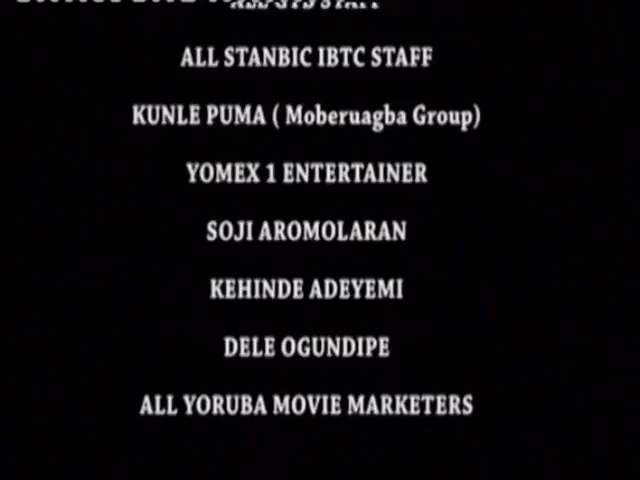 ALL STANBIC IBTC STAFF
KUNLE PUMA ( Moberuagba Group)
YOMEX 1 ENTERTAINER
SOJI AROMOLARAN
KEHINDE ADEYEMI
DELE OGUNDIPE
ALL YORUBA MOVIE MARKETERS